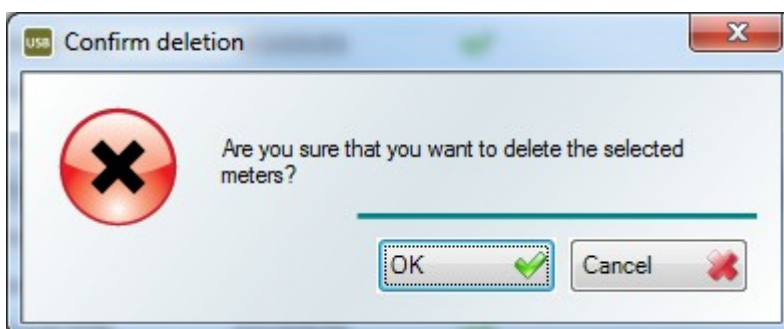 USB Confirm deletion
Are you sure that you want to delete the selected
meters?
OK
Cancel